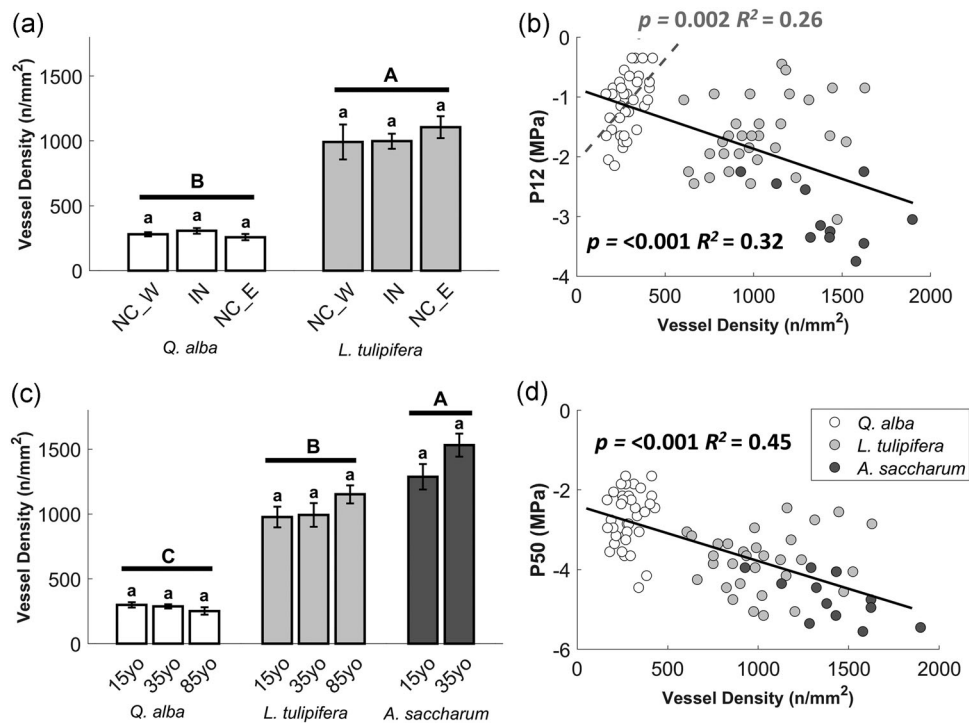 (a)
Vessel Density (n/mm²)
1500
1000
500
0
B
a
a
a
A
a
a
a
NC_W
IN
NC_E
NC_W
IN
NC_E
Q. alba
L. tulipifera
(b)
p = 0.002 R² = 0.26
P12 (MPa)
0
-1
-2
-3
-4
p = <0.001 R² = 0.32
0
500
1000
1500
2000
Vessel Density (n/mm²)
(c)
Vessel Density (n/mm²)
1500
1000
500
0
C
a
a
a
B
a
a
a
A
a
a
15yo
35yo
85yo
15yo
35yo
85yo
15yo
35yo
Q. alba
L. tulipifera
A. saccharum
(d)
p = <0.001 R² = 0.45
Q. alba
L. tulipifera
A. saccharum
P50 (MPa)
0
-2
-4
-6
0
500
1000
1500
2000
Vessel Density (n/mm²)